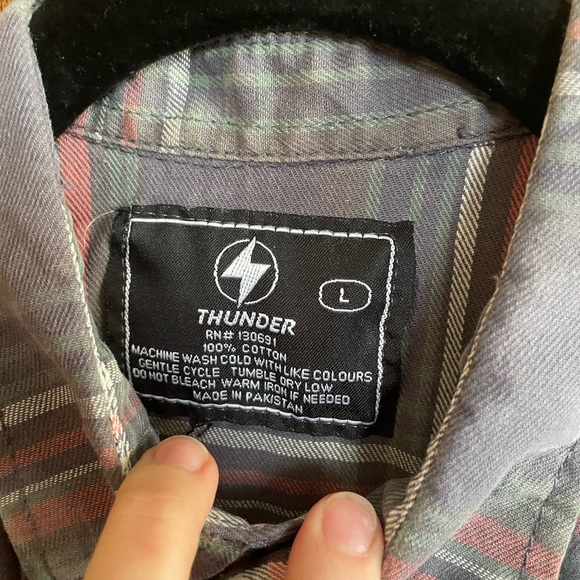 L
THUNDER
RN# 130691
100% COTTON
MACHINE WASH COLD WITH LIKE COLOURS
GENTLE CYCLE TUMBLE DRY LOW
DO NOT BLEACH WARM IRON IF NEEDED
MADE IN PAKISTAN